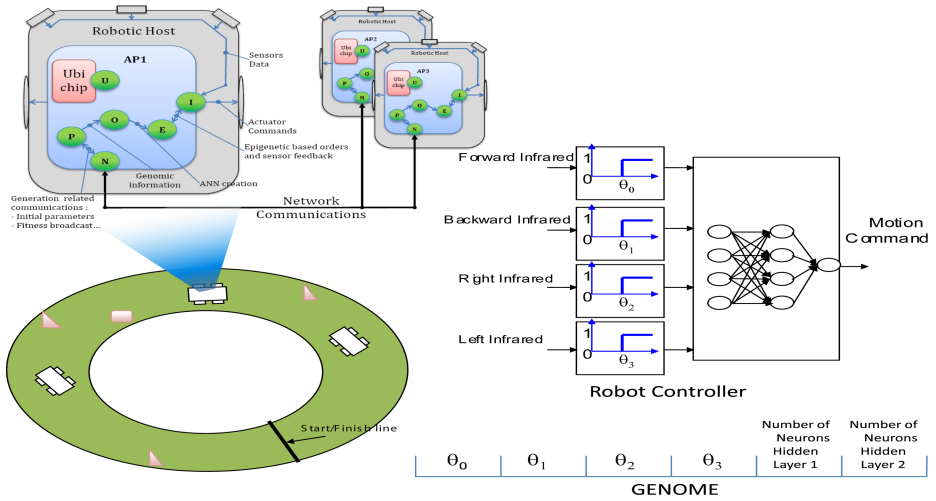 Robotic Host
AP1
Ubi
chip
U
I
O
E
P
N
Sensors
Data
Actuator
Commands
Epigenetic based orders
and sensor feedback
ANN creation
Genomic
information
Generation related
communications :
- Initial parameters
- Fitness broadcast...
Network
Communications
Robotic Host
AP2
Ubi
chip
U
P
O
N
Robotic Host
AP3
Ubi
chip
U
I
O
E
P
N
Start/Finish line
Forward Infrared
1
0
Θ0
Backward Infrared
1
0
Θ1
Right Infrared
1
0
Θ2
Left Infrared
1
0
Θ3
Motion
Command
Robot Controller
Θ0
Θ1
Θ2
Θ3
Number of
Neurons
Hidden
Layer 1
Number of
Neurons
Hidden
Layer 2
GENOME